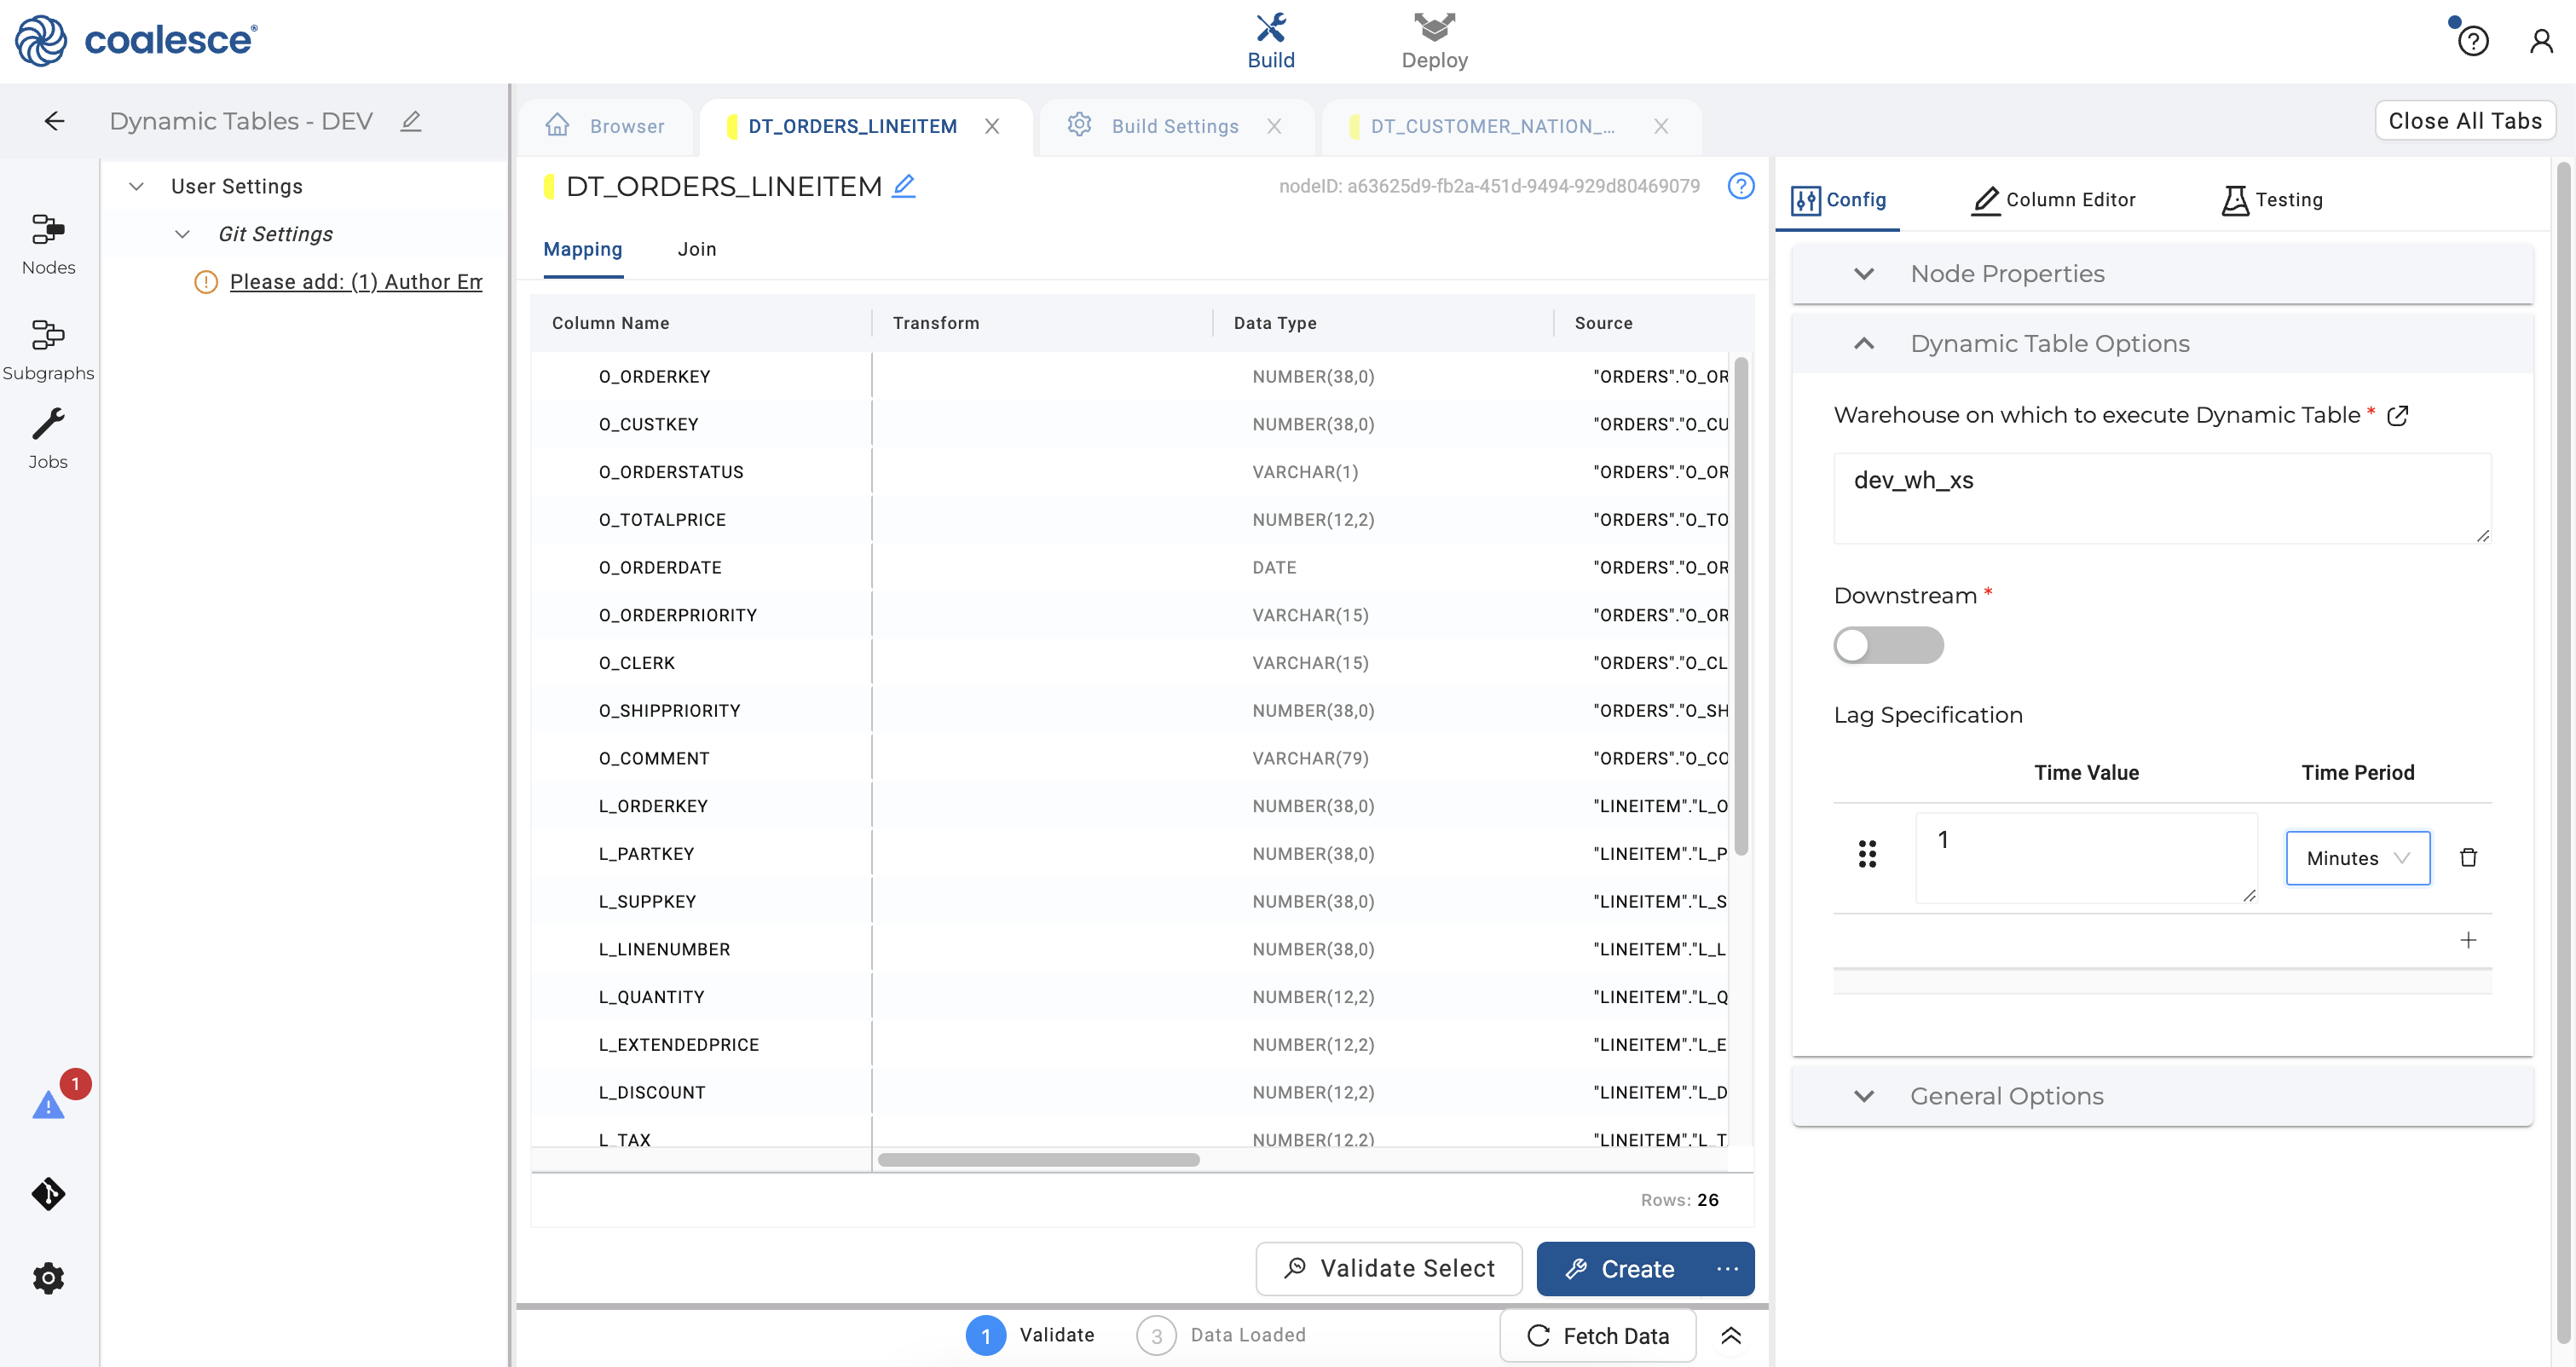 coalesce®
Build
Deploy
Dynamic Tables - DEV
Browser
DT_ORDERS_LINEITEM
Build Settings
DT_CUSTOMER_NATION_...
Close All Tabs
Nodes
Subgraphs
Jobs
1
User Settings
Git Settings
Please add: (1) Author Em
DT_ORDERS_LINEITEM
nodeID: a63625d9-fb2a-451d-9494-929d80469079
Mapping
Join
Column Name Transform Data Type Source
O_ORDERKEY NUMBER(38,0) "ORDERS"."O_OR
O_CUSTKEY NUMBER(38,0) "ORDERS"."O_CU
O_ORDERSTATUS VARCHAR(1) "ORDERS"."O_OR
O_TOTALPRICE NUMBER(12,2) "ORDERS"."O_TO
O_ORDERDATE DATE "ORDERS"."O_OR
O_ORDERPRIORITY VARCHAR(15) "ORDERS"."O_OR
O_CLERK VARCHAR(15) "ORDERS"."O_CL
O_SHIPPRIORITY NUMBER(38,0) "ORDERS"."O_SH
O_COMMENT VARCHAR(79) "ORDERS"."O_CO
L_ORDERKEY NUMBER(38,0) "LINEITEM"."L_O
L_PARTKEY NUMBER(38,0) "LINEITEM"."L_P
L_SUPPKEY NUMBER(38,0) "LINEITEM"."L_S
L_LINENUMBER NUMBER(38,0) "LINEITEM"."L_L
L_QUANTITY NUMBER(12,2) "LINEITEM"."L_Q
L_EXTENDEDPRICE NUMBER(12,2) "LINEITEM"."L_E
L_DISCOUNT NUMBER(12,2) "LINEITEM"."L_D
L_TAX NUMBER(12,2) "LINEITEM"."L_T
Rows: 26
Validate Select
Create ...
1 Validate
3 Data Loaded
Fetch Data
Config
Column Editor
Testing
Node Properties
Dynamic Table Options
Warehouse on which to execute Dynamic Table *
dev_wh_xs
Downstream *
Lag Specification
Time Value Time Period
1 Minutes
General Options